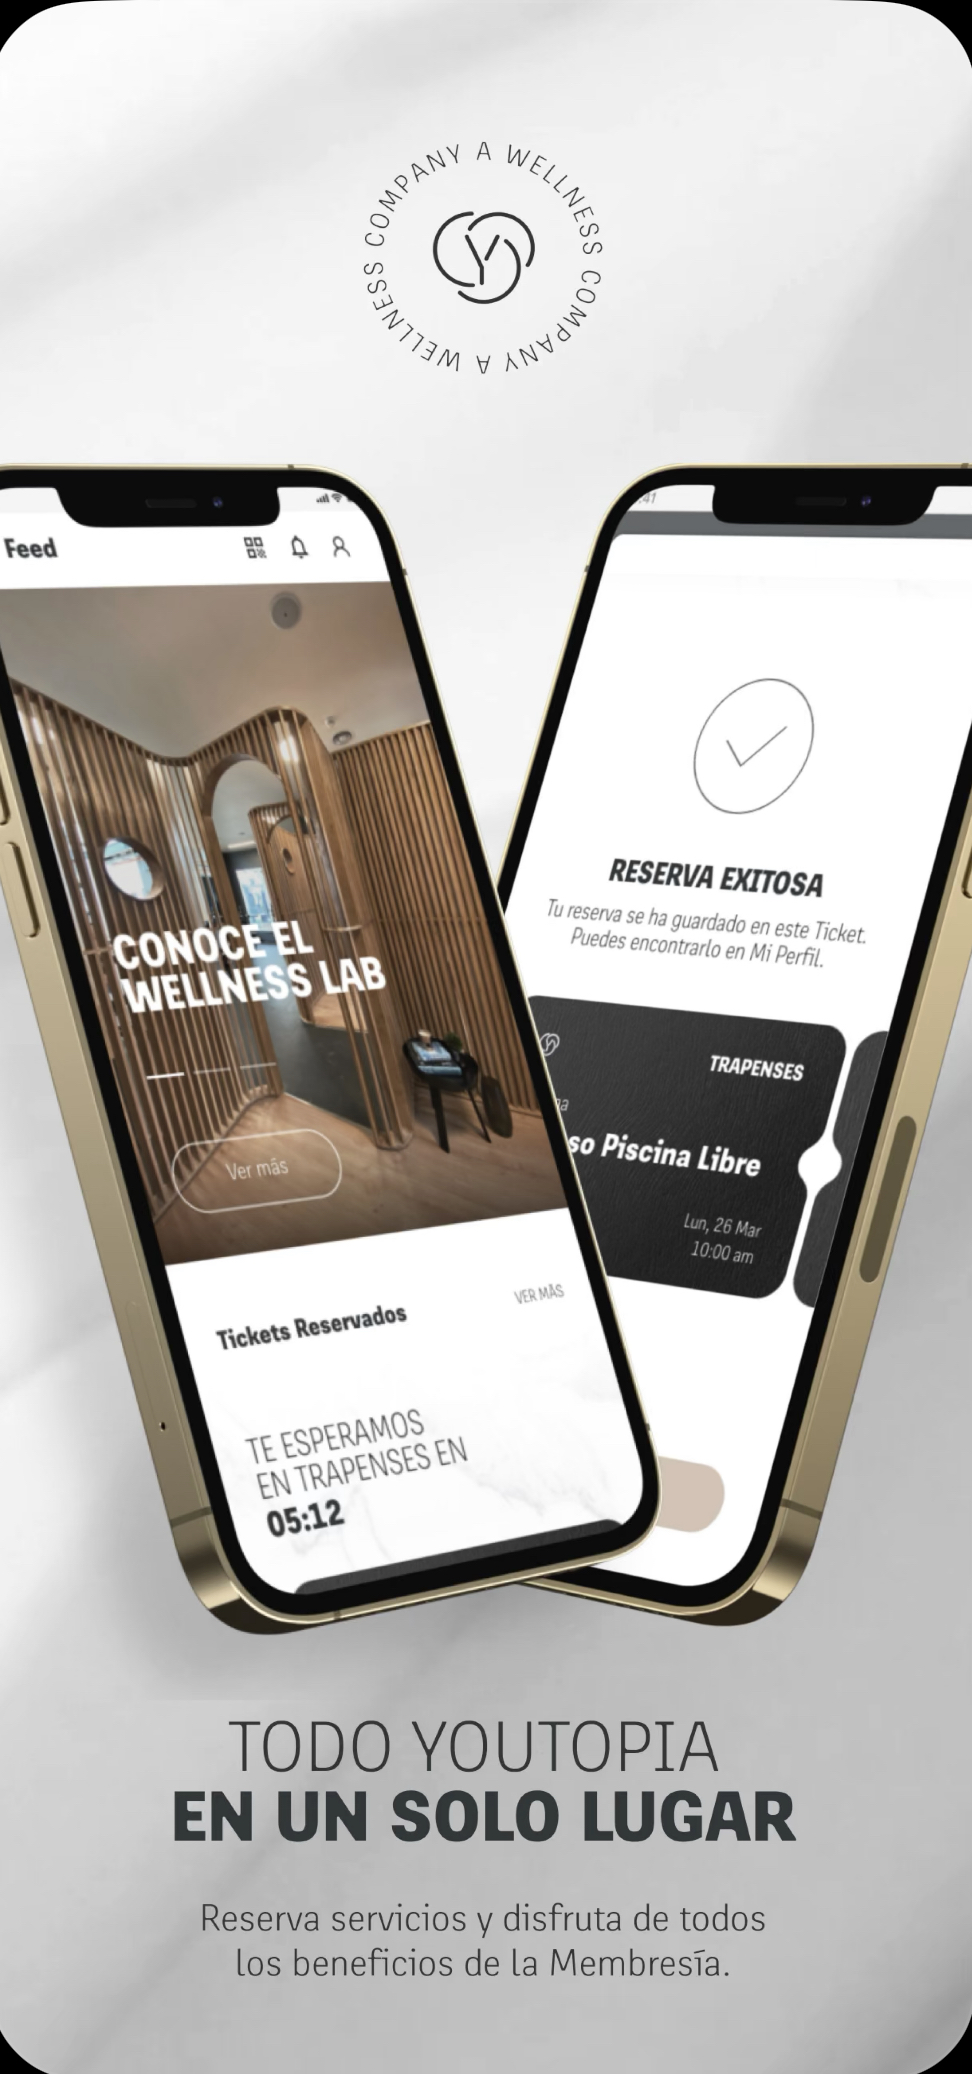 A WELLNESS COMPANY A WELLNESS COMPANY
Y
Feed
CONOCE EL
WELLNESS LAB
Ver más
Tickets Reservados
VER MÁS
TE ESPERAMOS
EN TRAPENSES EN
05:12
:41
RESERVA EXITOSA
Tu reserva se ha guardado en este Ticket.
Puedes encontrarlo en Mi Perfil.
TRAPENSES
na
so Piscina Libre
Lun, 26 Mar
10:00 am
TODO YOUTOPIA
EN UN SOLO LUGAR
Reserva servicios y disfruta de todos
los beneficios de la Membresía.